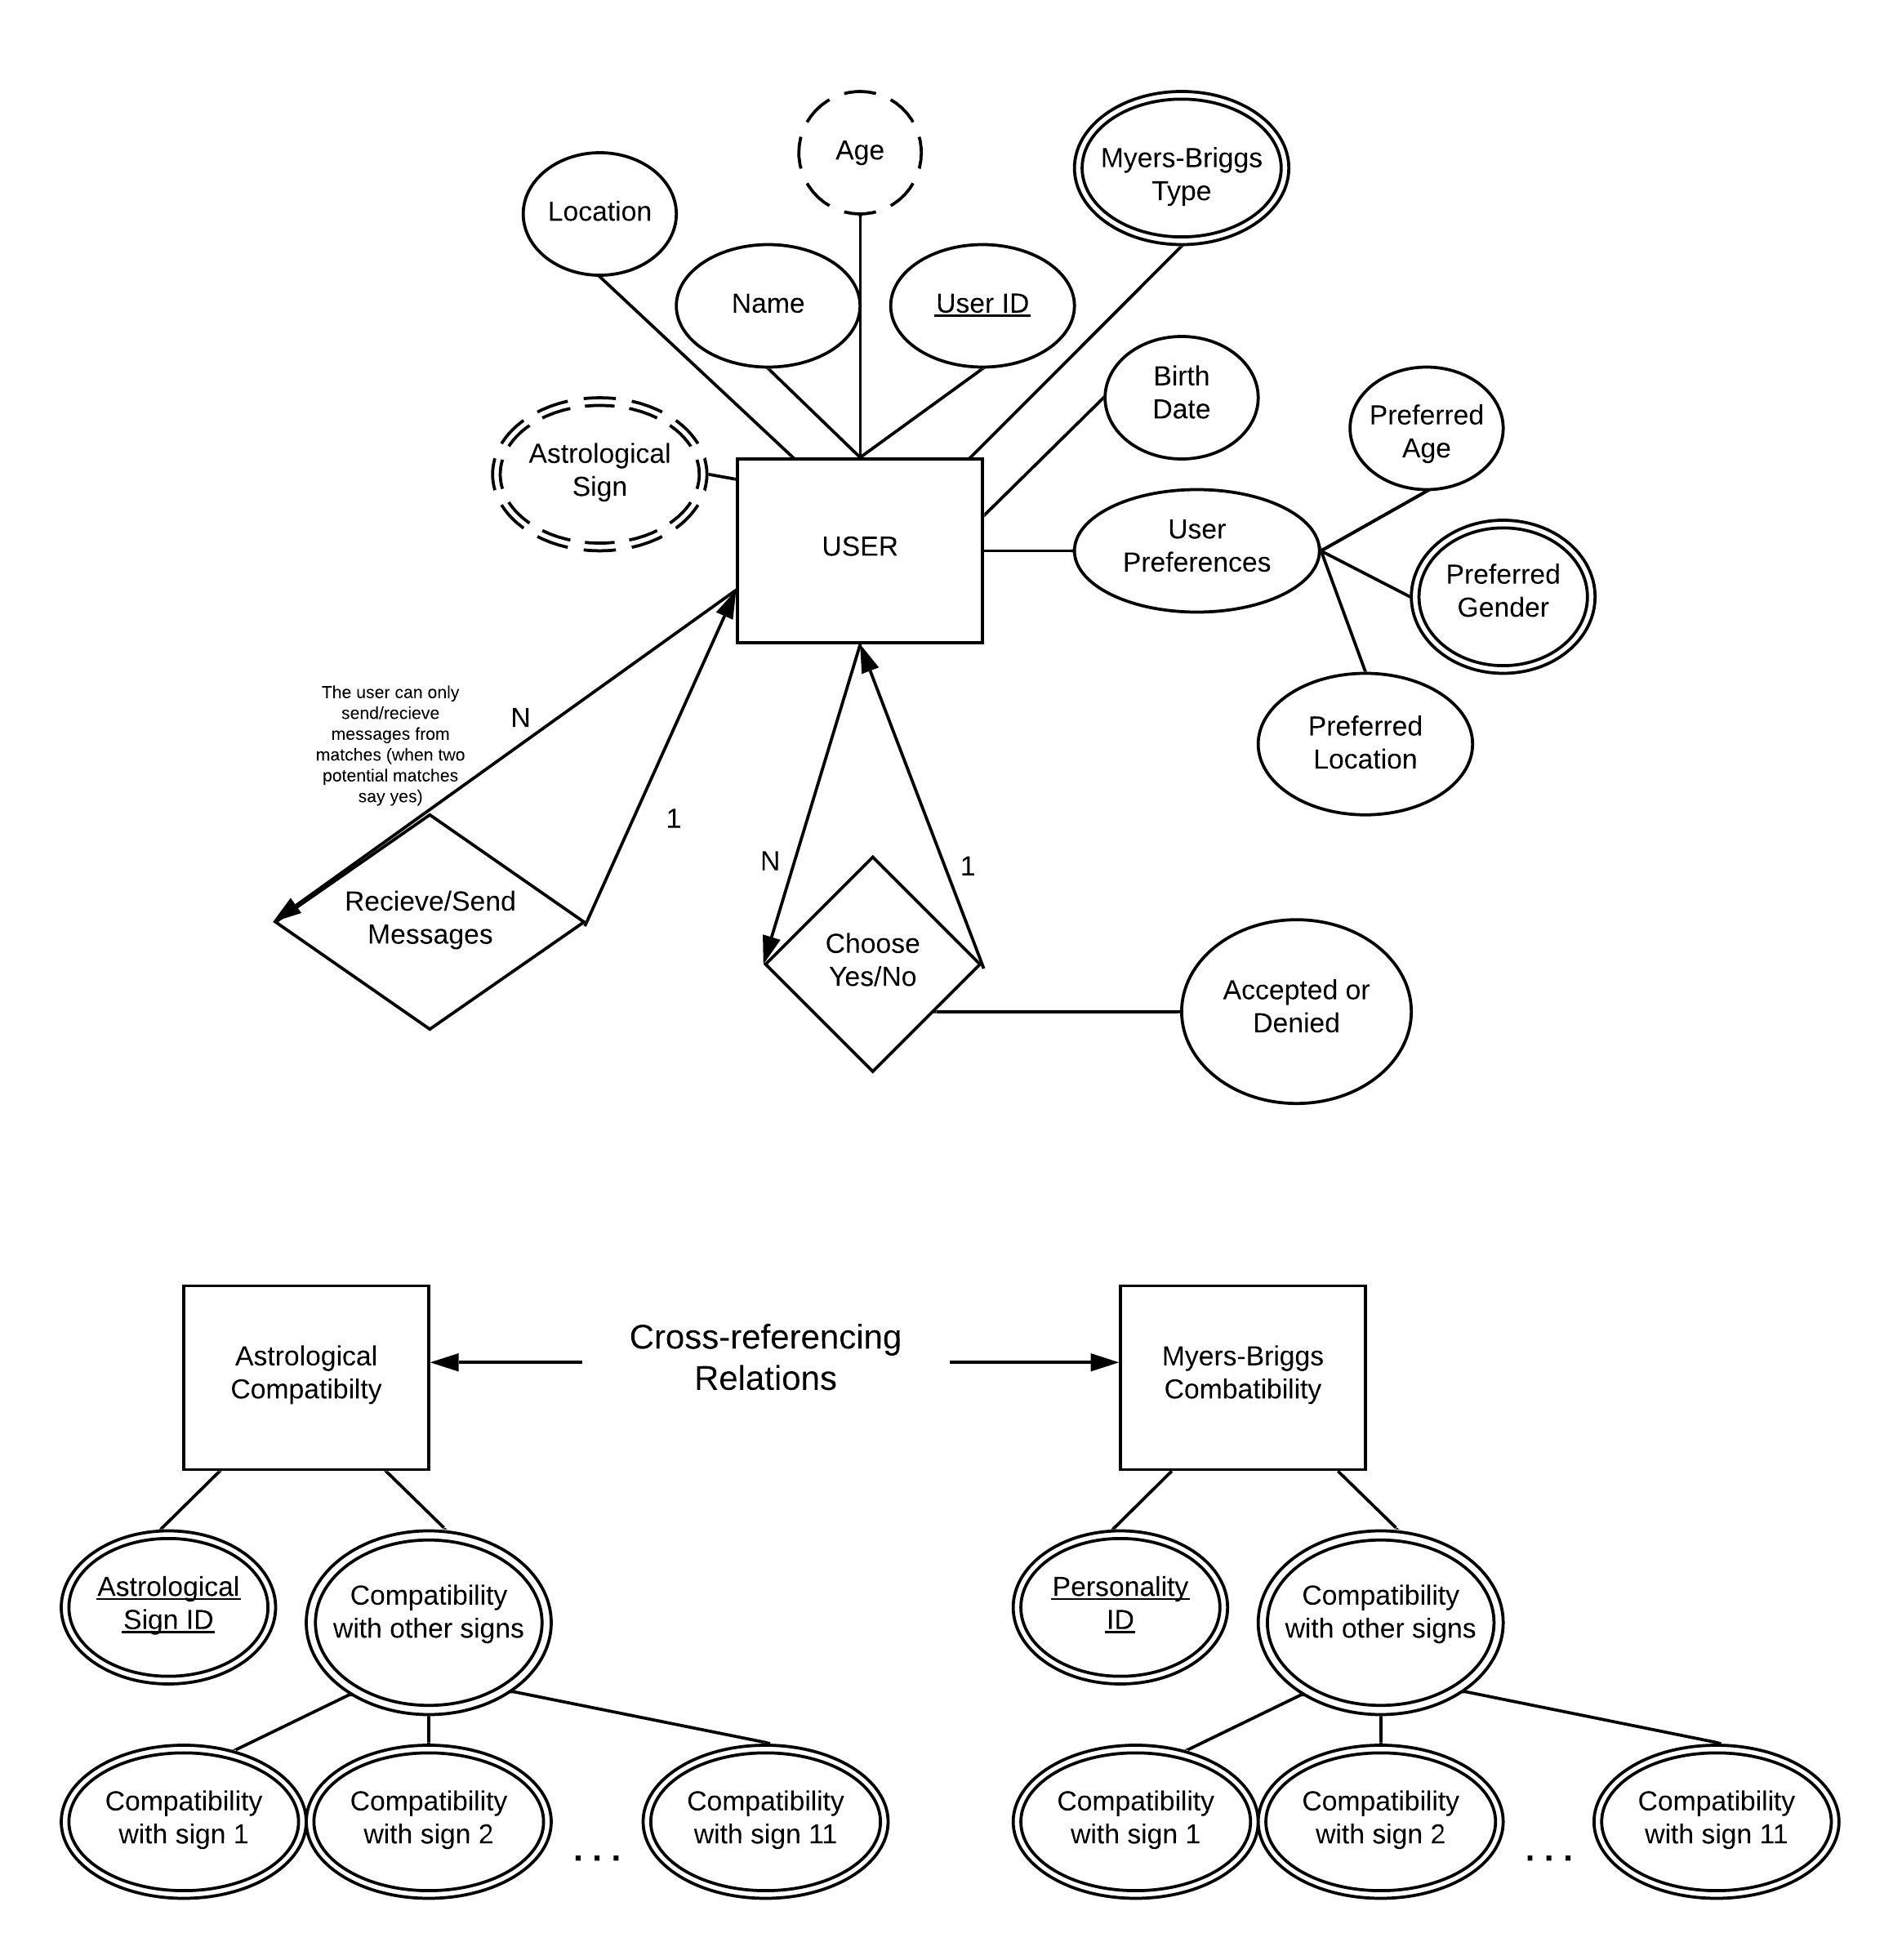 Age
Myers-Briggs
Type
Location
Name
User ID
Birth
Date
Preferred
Age
Astrological
Sign
USER
User
Preferences
Preferred
Gender
The user can only
send/recieve
messages from
matches (when two
potential matches
say yes)
N
Preferred
Location
1
N
1
Recieve/Send
Messages
Choose
Yes/No
Accepted or
Denied
Astrological
Compatibilty
Cross-referencing
Relations
Myers-Briggs
Combatibility
Astrological
Sign ID
Compatibility
with other signs
Personality
ID
Compatibility
with other signs
Compatibility
with sign 1
Compatibility
with sign 2
...
Compatibility
with sign 11
Compatibility
with sign 1
Compatibility
with sign 2
...
Compatibility
with sign 11